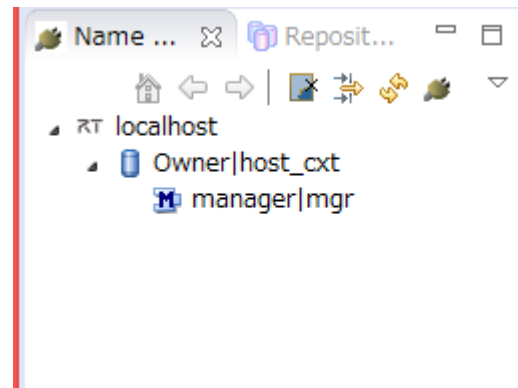 Name ... Reposit...
RT localhost
Owner|host_cxt
M manager|mgr